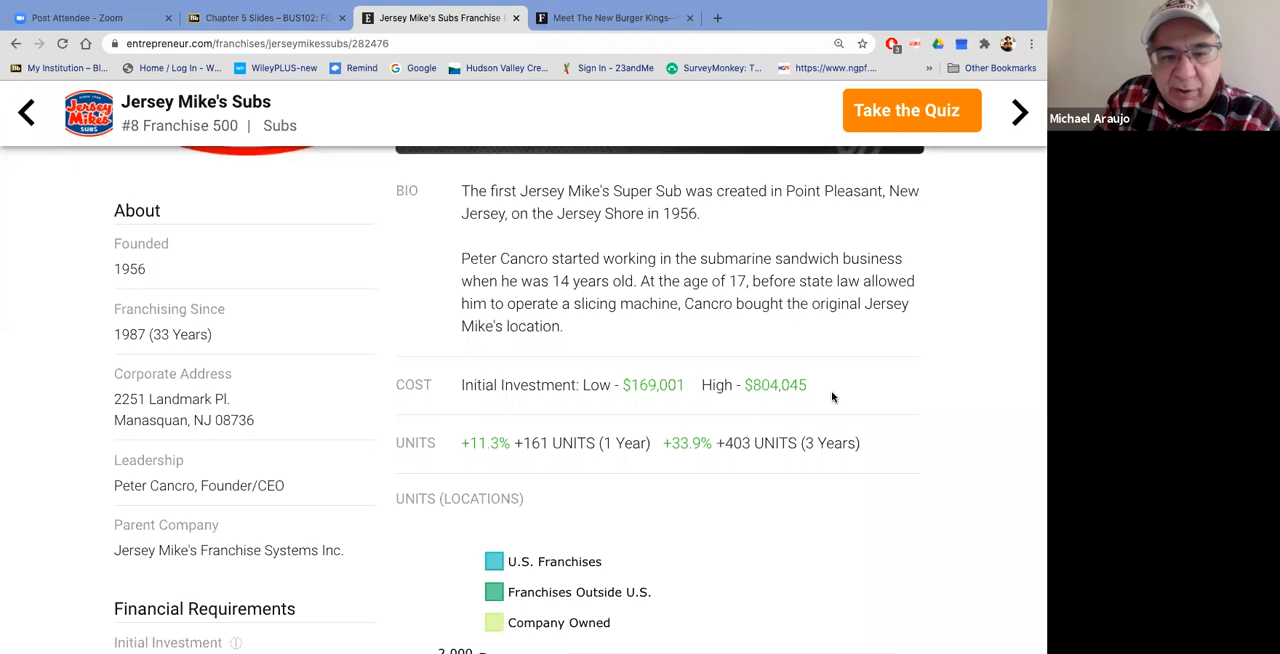 Post Attendee - Zoom
Chapter 5 Slides – BUS102: FO
Jersey Mike's Subs Franchise I
Meet The New Burger Kings—
entrepreneur.com/franchises/jerseymikessubs/282476
3
Bb My Institution – Bl...
Home / Log In - W...
WP WileyPLUS-new
Remind
Google
Hudson Valley Cre...
Sign In - 23andMe
SurveyMonkey: T...
https://www.ngpf....
»
Other Bookmarks
Jersey Mike's SUBS
Jersey Mike's Subs
#8 Franchise 500 | Subs
Take the Quiz
Michael Araujo
About
Founded
1956
Franchising Since
1987 (33 Years)
Corporate Address
2251 Landmark Pl.
Manasquan, NJ 08736
Leadership
Peter Cancro, Founder/CEO
Parent Company
Jersey Mike's Franchise Systems Inc.
Financial Requirements
Initial Investment
BIO
The first Jersey Mike's Super Sub was created in Point Pleasant, New
Jersey, on the Jersey Shore in 1956.
Peter Cancro started working in the submarine sandwich business
when he was 14 years old. At the age of 17, before state law allowed
him to operate a slicing machine, Cancro bought the original Jersey
Mike's location.
COST
Initial Investment: Low - $169,001 High - $804,045
UNITS
+11.3% +161 UNITS (1 Year) +33.9% +403 UNITS (3 Years)
UNITS (LOCATIONS)
U.S. Franchises
Franchises Outside U.S.
Company Owned
2,000